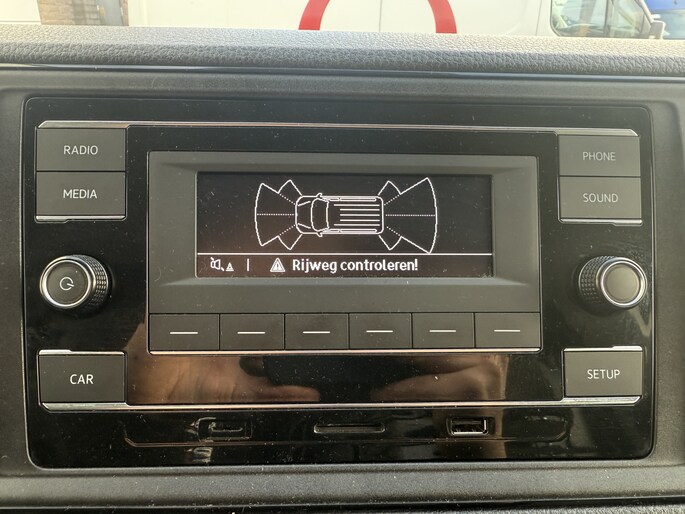 RADIO
PHONE
MEDIA
SOUND
Rijweg controleren!
CAR
SETUP